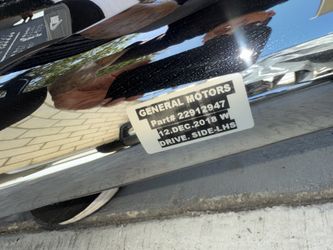 GENERAL MOTORS
Part# 22912947
12.DEC.2018 W
DRIVE. SIDE-LHS